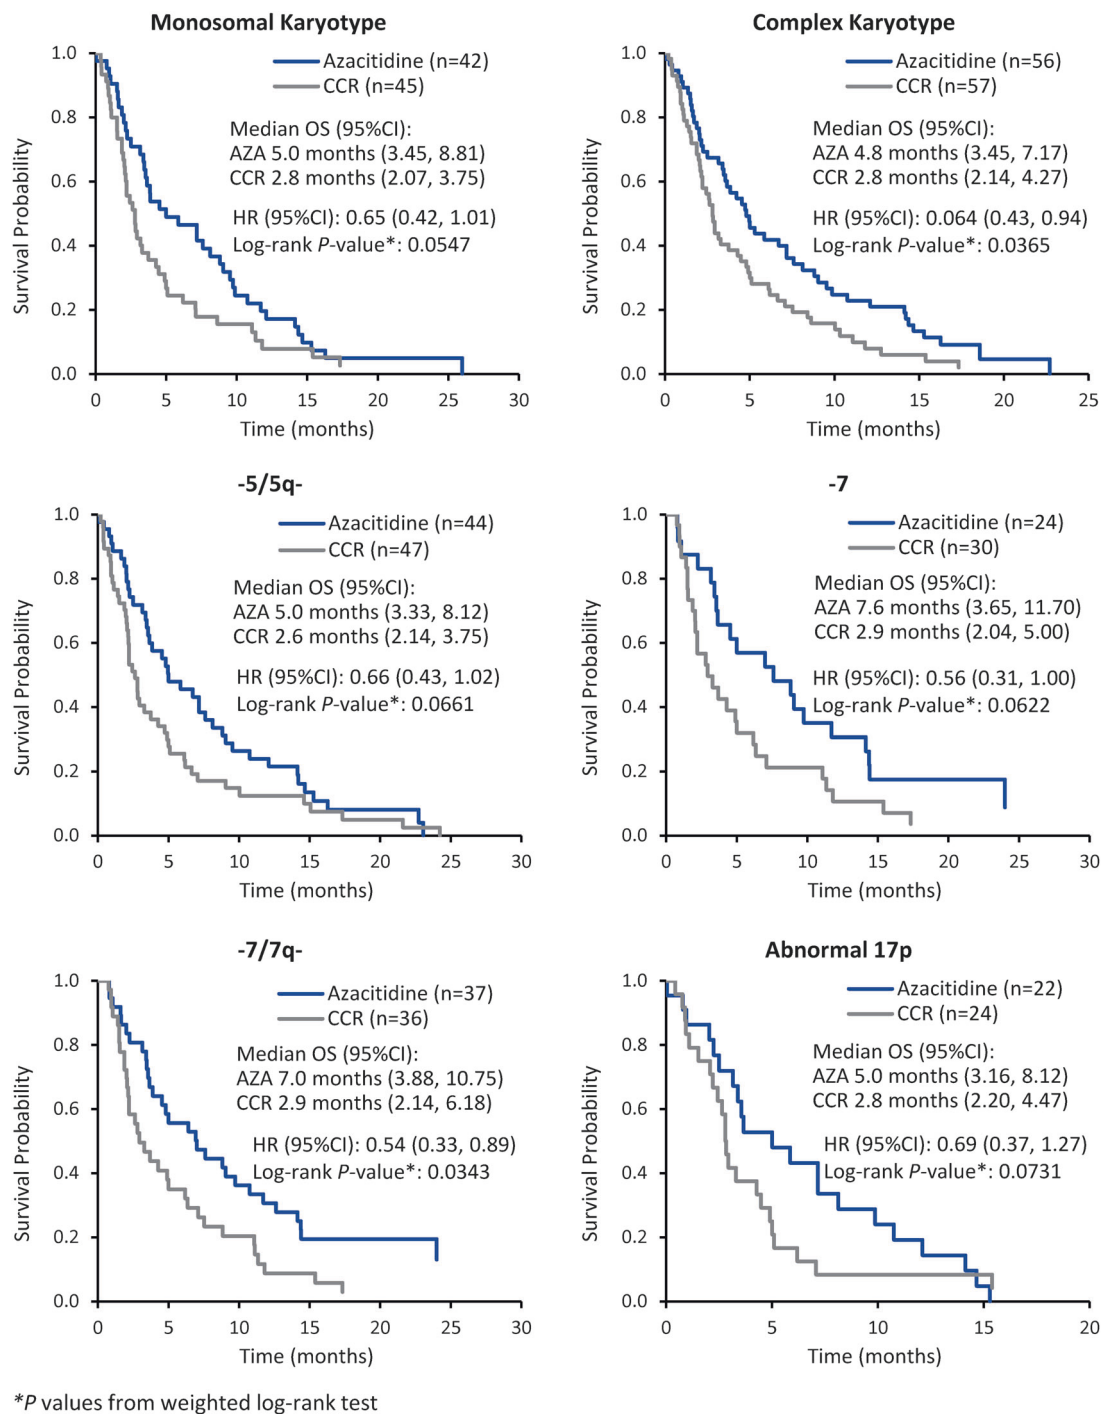 Monosomal Karyotype
Survival Probability
1.0
0.8
0.6
0.4
0.2
0.0
Azacitidine (n=42)
CCR (n=45)
Median OS (95%CI):
AZA 5.0 months (3.45, 8.81)
CCR 2.8 months (2.07, 3.75)
HR (95%CI): 0.65 (0.42, 1.01)
Log-rank P-value*: 0.0547
0 5 10 15 20 25 30
Time (months)
Complex Karyotype
Survival Probability
1.0
0.8
0.6
0.4
0.2
0.0
Azacitidine (n=56)
CCR (n=57)
Median OS (95%CI):
AZA 4.8 months (3.45, 7.17)
CCR 2.8 months (2.14, 4.27)
HR (95%CI): 0.064 (0.43, 0.94)
Log-rank P-value*: 0.0365
0 5 10 15 20 25
Time (months)
-5/5q-
Survival Probability
1.0
0.8
0.6
0.4
0.2
0.0
Azacitidine (n=44)
CCR (n=47)
Median OS (95%CI):
AZA 5.0 months (3.33, 8.12)
CCR 2.6 months (2.14, 3.75)
HR (95%CI): 0.66 (0.43, 1.02)
Log-rank P-value*: 0.0661
0 5 10 15 20 25 30
Time (months)
-7
Survival Probability
1.0
0.8
0.6
0.4
0.2
0.0
Azacitidine (n=24)
CCR (n=30)
Median OS (95%CI):
AZA 7.6 months (3.65, 11.70)
CCR 2.9 months (2.04, 5.00)
HR (95%CI): 0.56 (0.31, 1.00)
Log-rank P-value*: 0.0622
0 5 10 15 20 25 30
Time (months)
-7/7q-
Survival Probability
1.0
0.8
0.6
0.4
0.2
0.0
Azacitidine (n=37)
CCR (n=36)
Median OS (95%CI):
AZA 7.0 months (3.88, 10.75)
CCR 2.9 months (2.14, 6.18)
HR (95%CI): 0.54 (0.33, 0.89)
Log-rank P-value*: 0.0343
0 5 10 15 20 25 30
Time (months)
Abnormal 17p
Survival Probability
1.0
0.8
0.6
0.4
0.2
0.0
Azacitidine (n=22)
CCR (n=24)
Median OS (95%CI):
AZA 5.0 months (3.16, 8.12)
CCR 2.8 months (2.20, 4.47)
HR (95%CI): 0.69 (0.37, 1.27)
Log-rank P-value*: 0.0731
0 5 10 15 20
Time (months)
*P values from weighted log-rank test